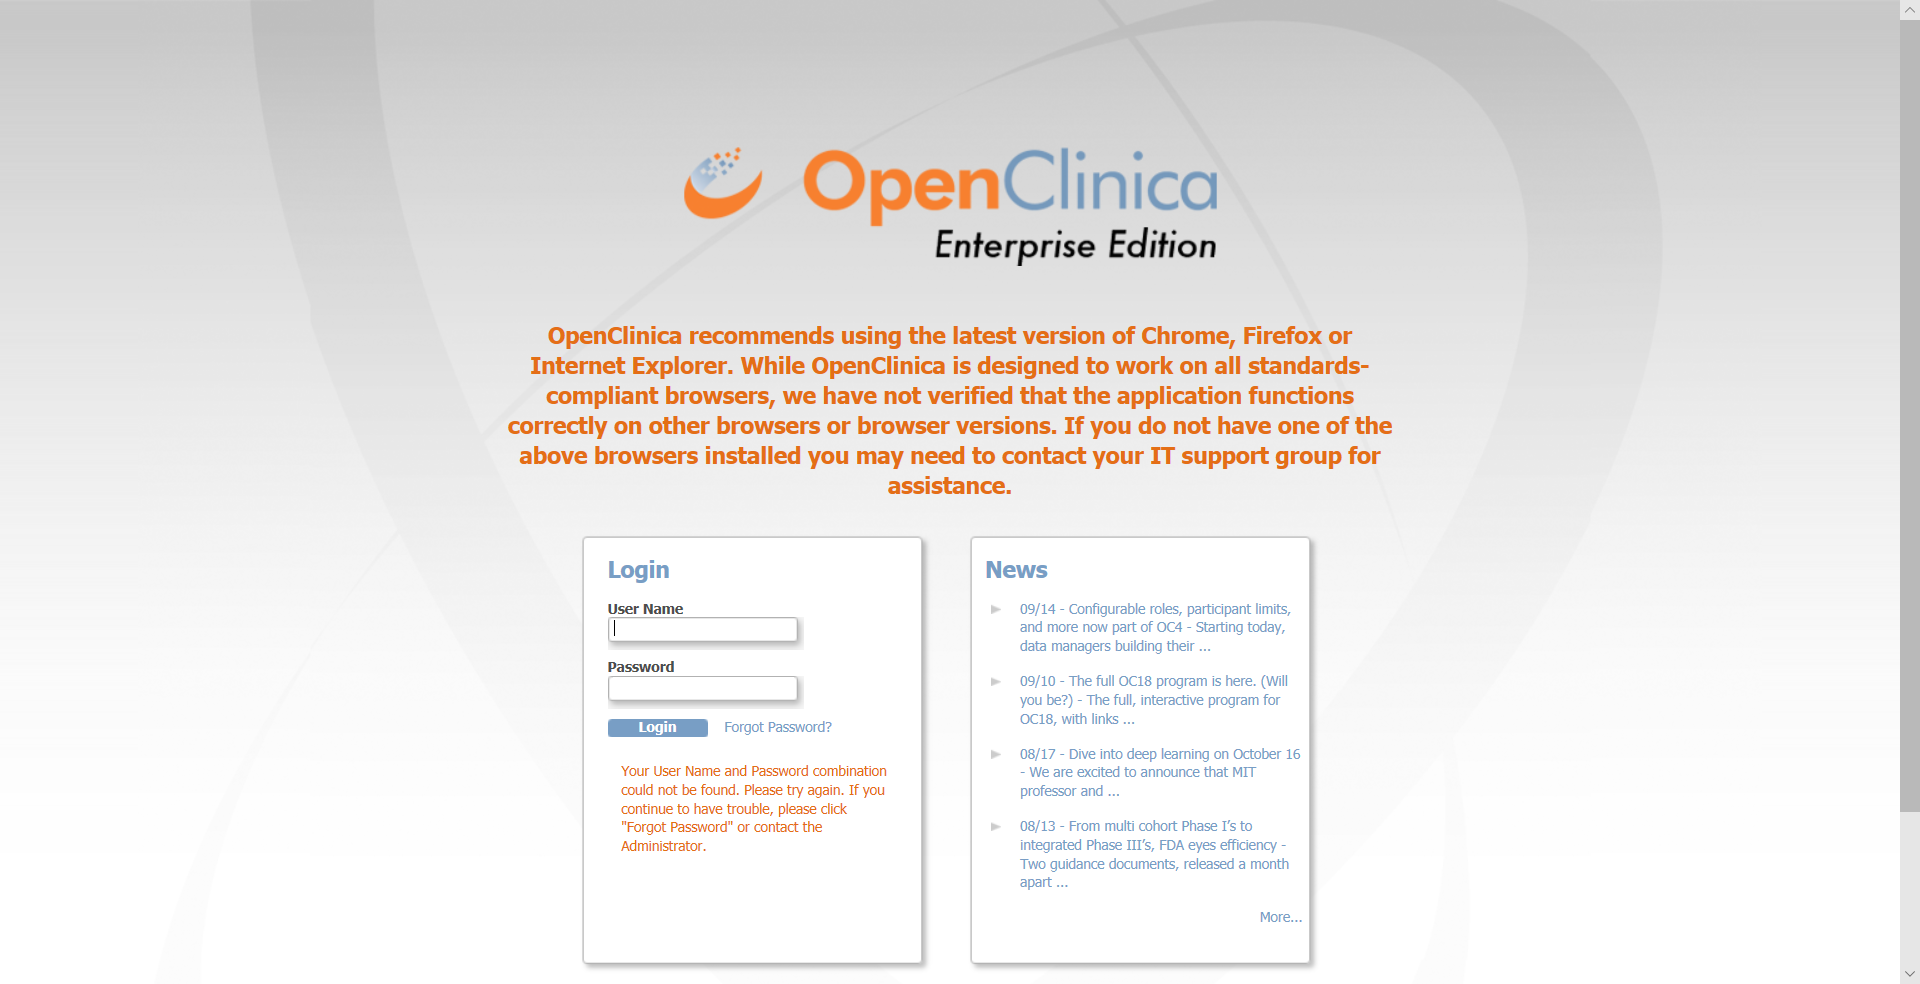 OpenClinica
Enterprise Edition
OpenClinica recommends using the latest version of Chrome, Firefox or
Internet Explorer. While OpenClinica is designed to work on all standards-
compliant browsers, we have not verified that the application functions
correctly on other browsers or browser versions. If you do not have one of the
above browsers installed you may need to contact your IT support group for
assistance.
Login
User Name
Password
Login Forgot Password?
Your User Name and Password combination
could not be found. Please try again. If you
continue to have trouble, please click
"Forgot Password" or contact the
Administrator.
News
09/14 - Configurable roles, participant limits,
and more now part of OC4 - Starting today,
data managers building their ...
09/10 - The full OC18 program is here. (Will
you be?) - The full, interactive program for
OC18, with links ...
08/17 - Dive into deep learning on October 16
- We are excited to announce that MIT
professor and ...
08/13 - From multi cohort Phase I’s to
integrated Phase III’s, FDA eyes efficiency -
Two guidance documents, released a month
apart ...
More...